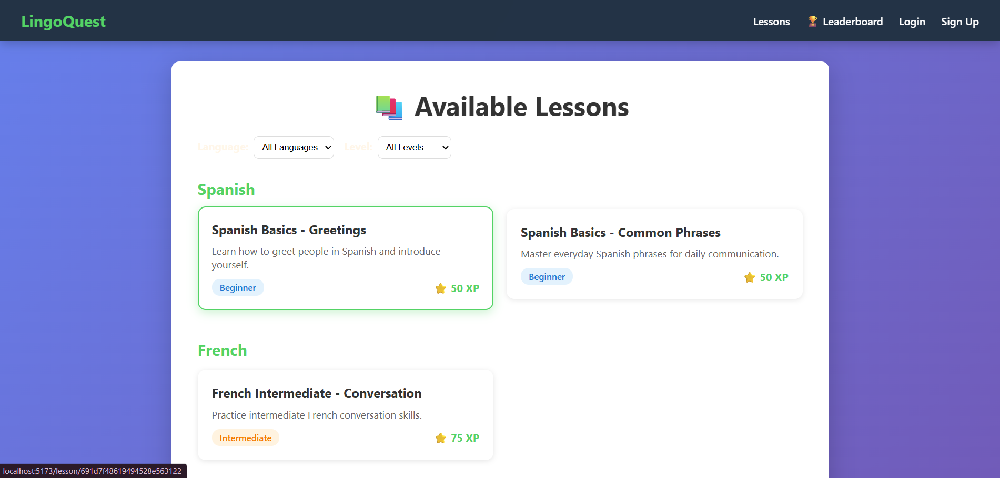 LingoQuest
Lessons
🏆 Leaderboard
Login
Sign Up
📚 Available Lessons
Language:
All Languages
Level:
All Levels
Spanish
Spanish Basics - Greetings
Learn how to greet people in Spanish and introduce
yourself.
Beginner
⭐ 50 XP
Spanish Basics - Common Phrases
Master everyday Spanish phrases for daily communication.
Beginner
⭐ 50 XP
French
French Intermediate - Conversation
Practice intermediate French conversation skills.
Intermediate
⭐ 75 XP
localhost:5173/lesson/691d7f48619494528e563122